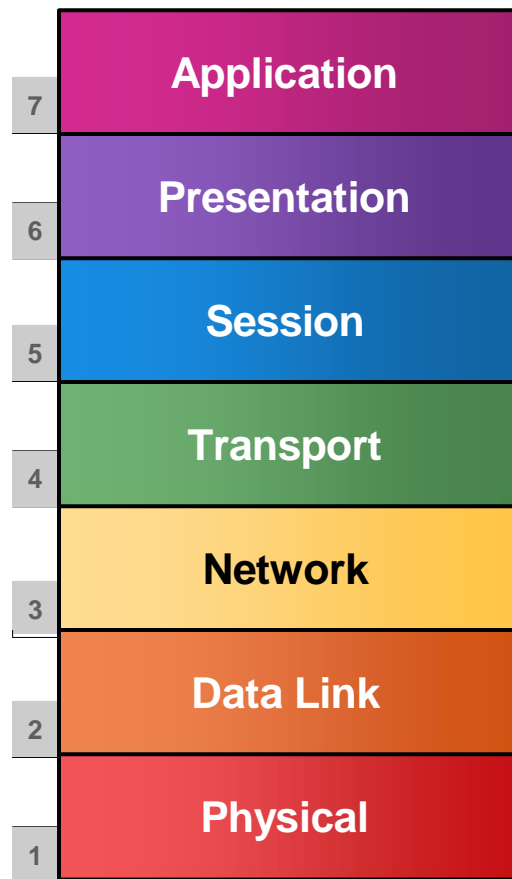 Application
7
Presentation
6
Session
5
Transport
4
Network
3
Data Link
2
Physical
1